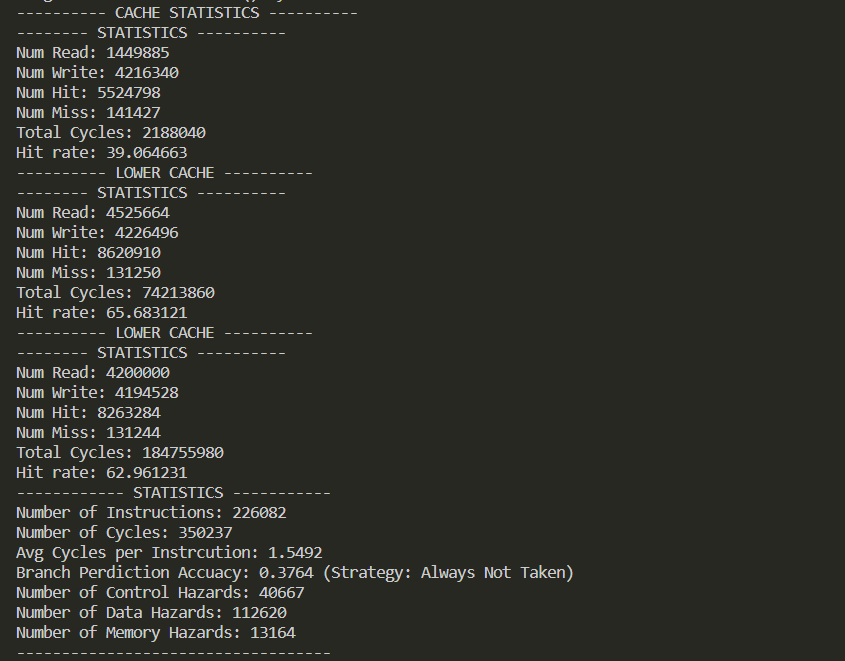 ---------- CACHE STATISTICS ----------
-------- STATISTICS ----------
Num Read: 1449885
Num Write: 4216340
Num Hit: 5524798
Num Miss: 141427
Total Cycles: 2188040
Hit rate: 39.064663
---------- LOWER CACHE ----------
-------- STATISTICS ----------
Num Read: 4525664
Num Write: 4226496
Num Hit: 8620910
Num Miss: 131250
Total Cycles: 74213860
Hit rate: 65.683121
---------- LOWER CACHE ----------
-------- STATISTICS ----------
Num Read: 4200000
Num Write: 4194528
Num Hit: 8263284
Num Miss: 131244
Total Cycles: 184755980
Hit rate: 62.961231
------------ STATISTICS -----------
Number of Instructions: 226082
Number of Cycles: 350237
Avg Cycles per Instrcution: 1.5492
Branch Perdiction Accuacy: 0.3764 (Strategy: Always Not Taken)
Number of Control Hazards: 40667
Number of Data Hazards: 112620
Number of Memory Hazards: 13164
-----------------------------------